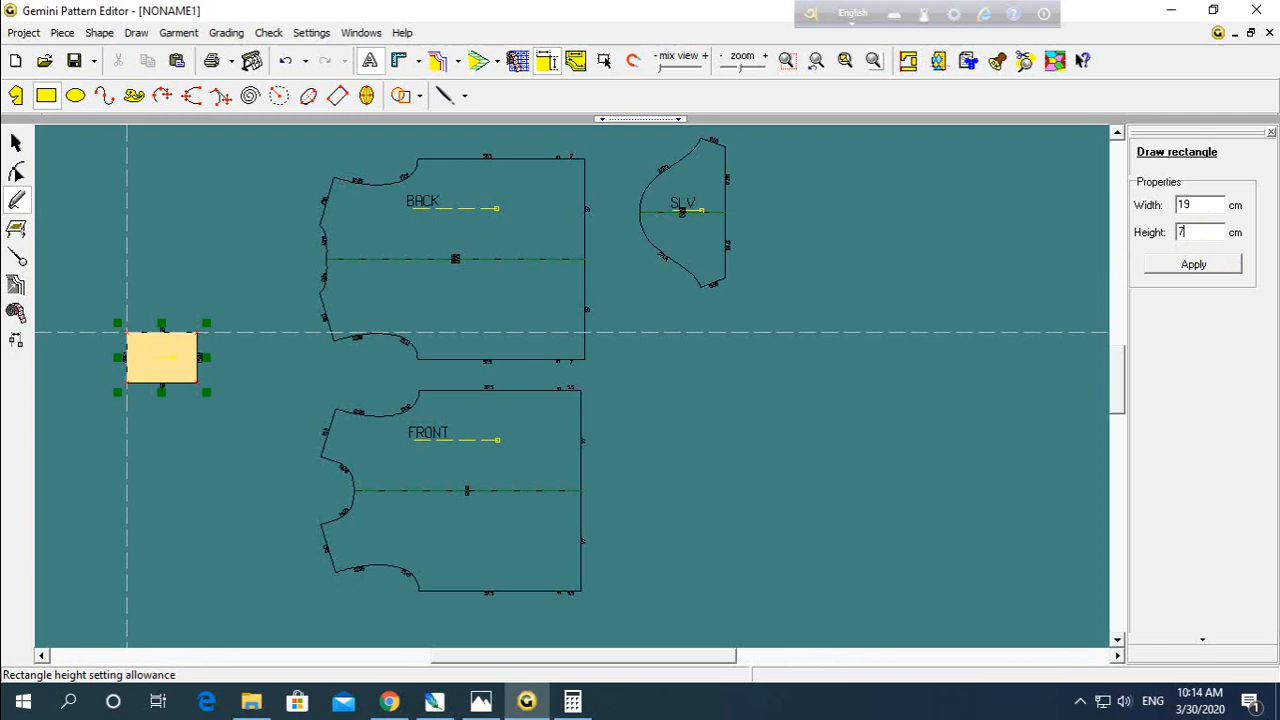 Gemini Pattern Editor - [NONAME1]
English
Project Piece Shape Draw Garment Grading Check Settings Windows Help
- mix view + - zoom +
Draw rectangle
Properties
Width: 19 cm
Height: 7 cm
Apply
BACK
SLV
FRONT
Rectangle height setting allowance
ENG
10:14 AM
3/30/2020